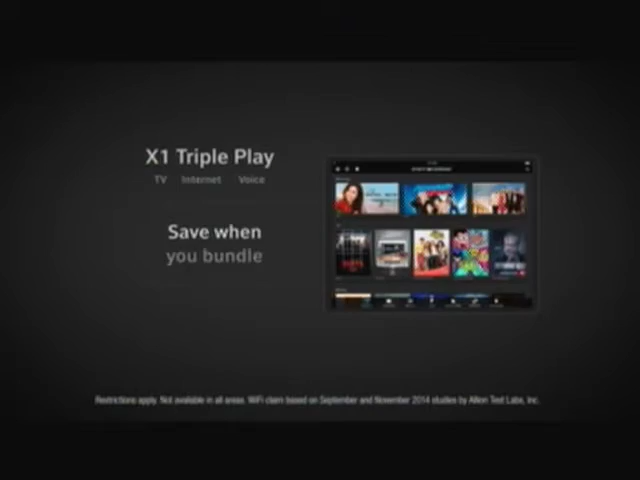 X1 Triple Play
TV Internet Voice
Save when
you bundle
Restrictions apply. Not available in all areas. WiFi claim based on September and November 2014 studies by Allion Test Labs, Inc.